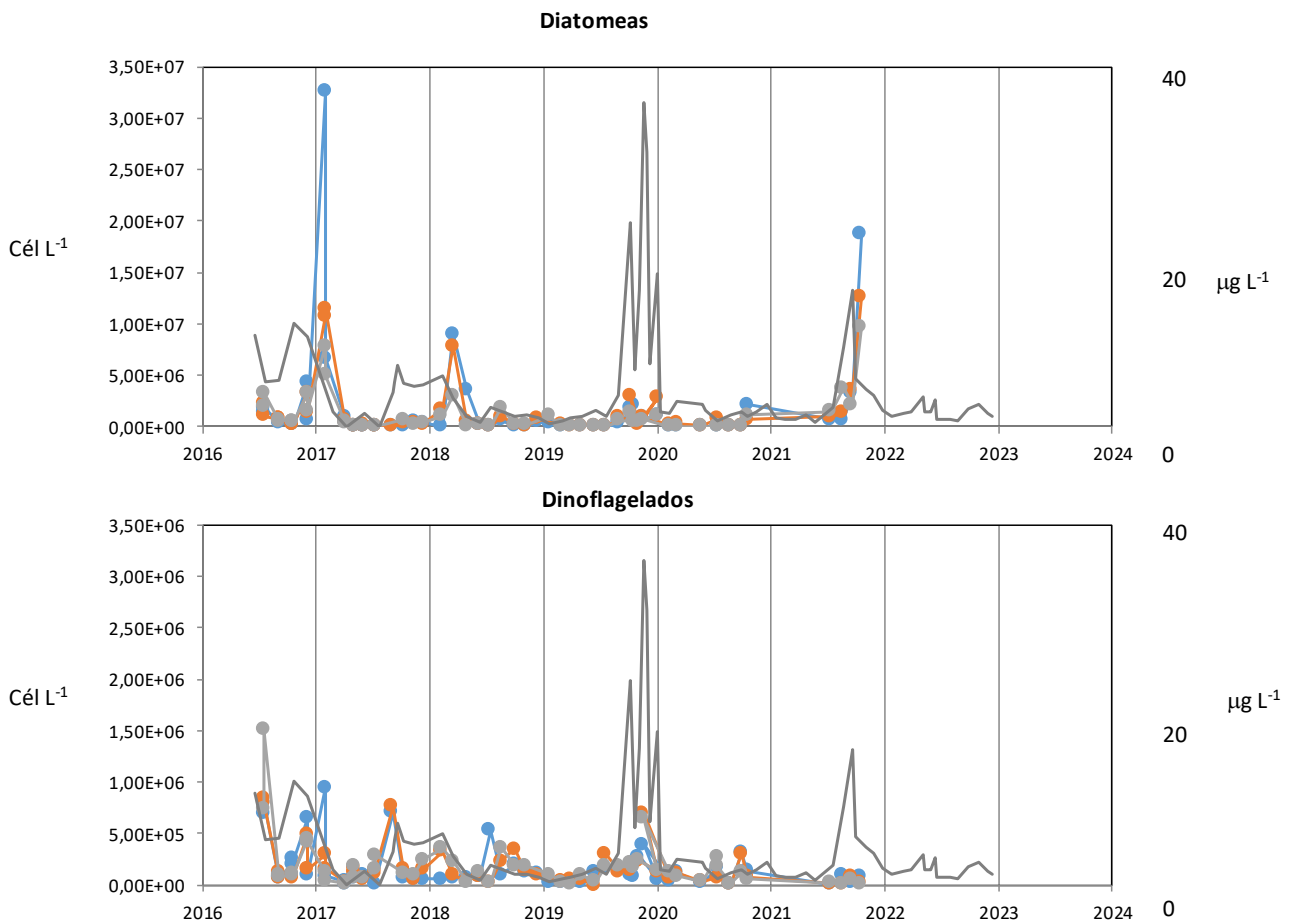 Diatomeas
3,50E+07
3,00E+07
2,50E+07
2,00E+07
1,50E+07
1,00E+07
5,00E+06
0,00E+00
Cél L-1
40
20
0
µg L-1
2016 2017 2018 2019 2020 2021 2022 2023 2024
Dinoflagelados
3,50E+06
3,00E+06
2,50E+06
2,00E+06
1,50E+06
1,00E+06
5,00E+05
0,00E+00
Cél L-1
40
20
0
µg L-1
2016 2017 2018 2019 2020 2021 2022 2023 2024